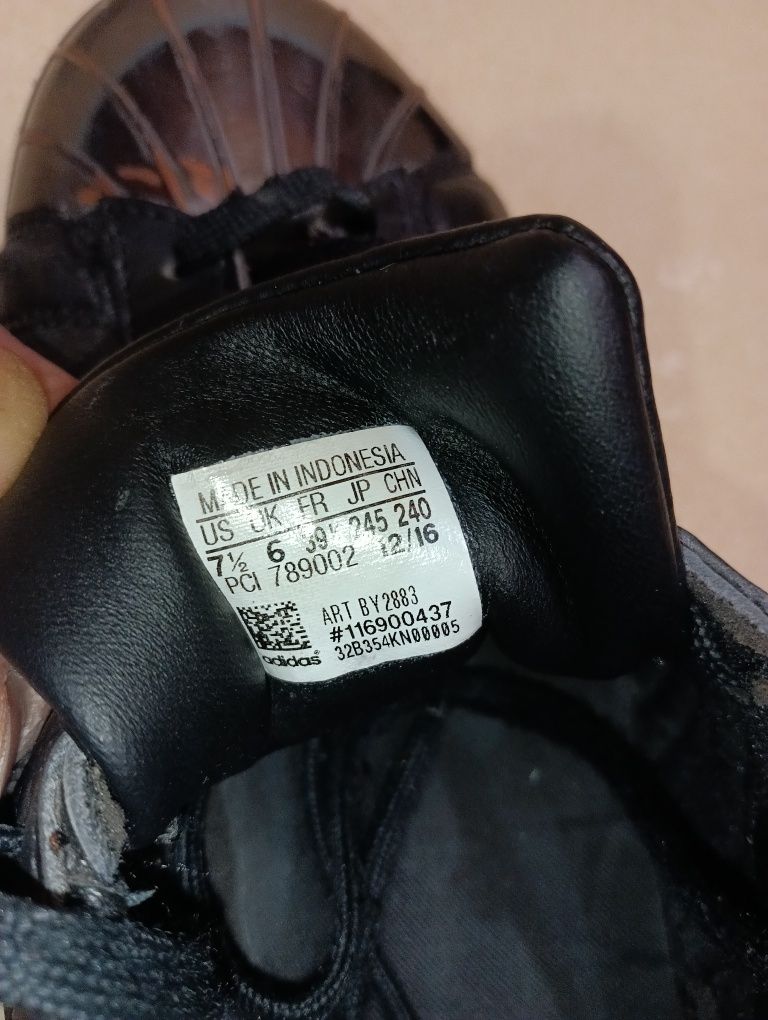 MADE IN INDONESIA
US UK FR JP CHN
7½ 6 39⅓ 245 240
PCI 789002 12/16
ART BY2883
#116900437
32B354KN00005
adidas®